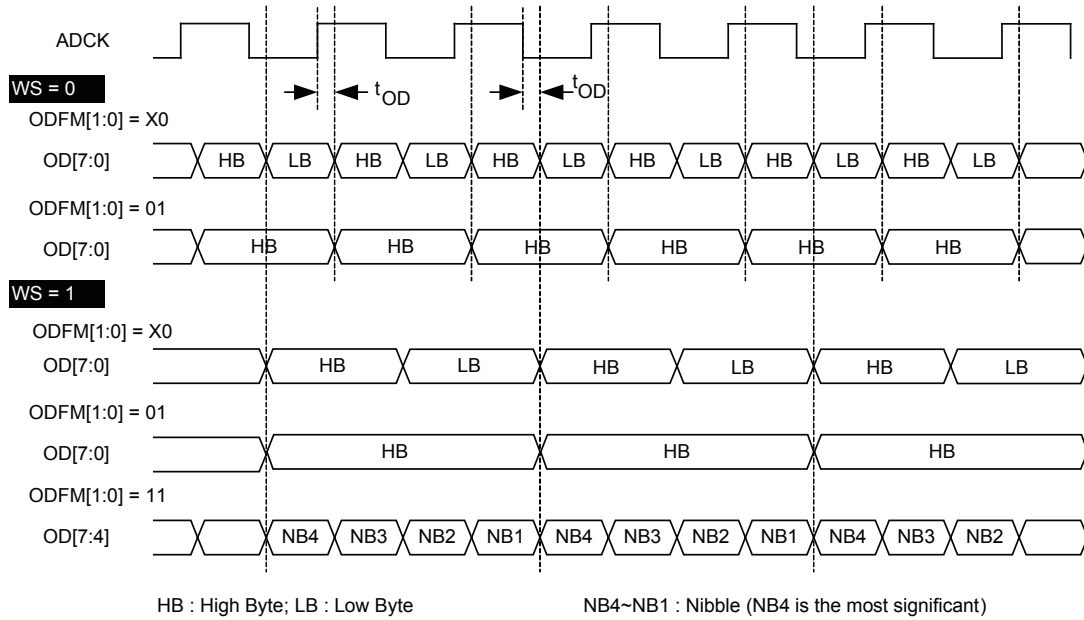 ADCK
WS = 0
t_OD t_OD
ODFM[1:0] = X0
OD[7:0] HB LB HB LB HB LB HB LB HB LB HB LB
ODFM[1:0] = 01
OD[7:0] HB HB HB HB HB HB
WS = 1
ODFM[1:0] = X0
OD[7:0] HB LB HB LB HB LB
ODFM[1:0] = 01
OD[7:0] HB HB HB
ODFM[1:0] = 11
OD[7:4] NB4 NB3 NB2 NB1 NB4 NB3 NB2 NB1 NB4 NB3 NB2
HB : High Byte; LB : Low Byte NB4~NB1 : Nibble (NB4 is the most significant)